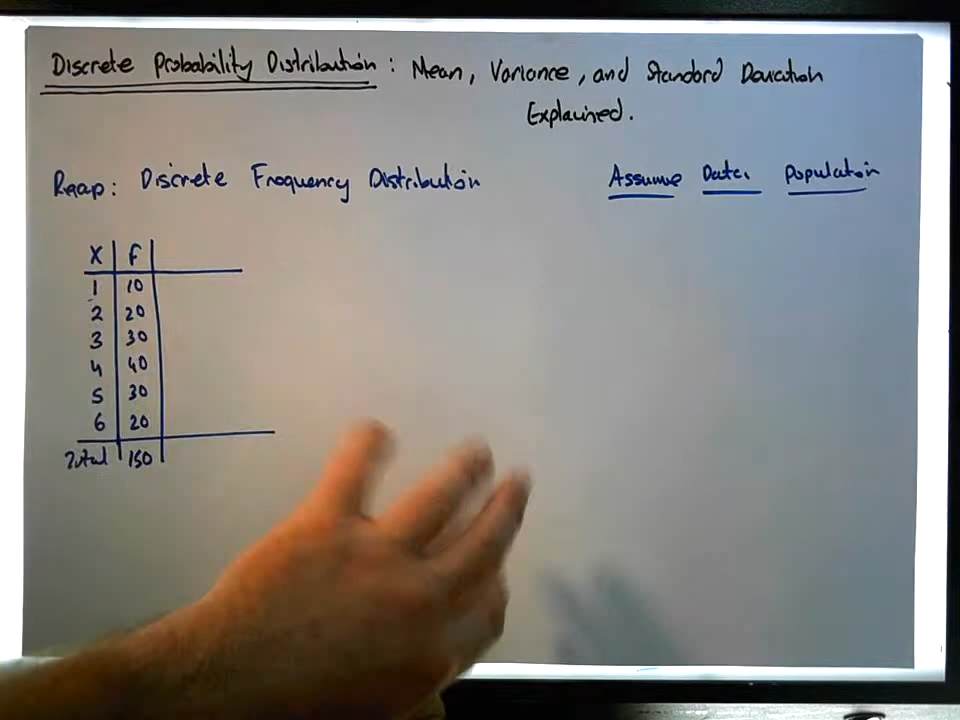 Discrete Probability Distribution : Mean, Variance, and Standard Deviation
Explained.
Recap: Discrete Frequency Distribution
Assume Data Population
X F
1 10
2 20
3 30
4 40
5 30
6 20
Total 150